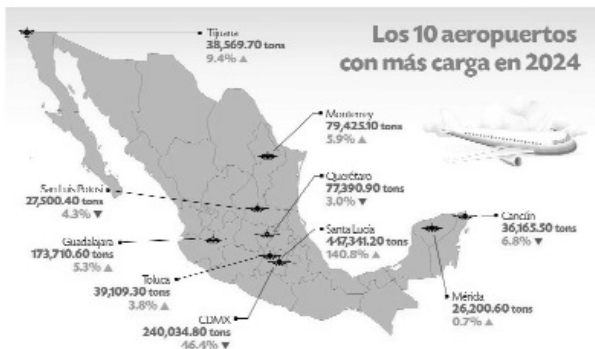 Los 10 aeropuertos
con más carga en 2024
Tijuana
38,569.70 tons
9.4% ▲
Monterrey
79,425.10 tons
5.9% ▲
Querétaro
77,390.90 tons
3.0% ▼
San Luis Potosí
27,500.40 tons
4.3% ▼
Santa Lucía
447,341.20 tons
140.8% ▲
Cancún
36,165.50 tons
6.8% ▼
Guadalajara
173,710.60 tons
5.3% ▲
Toluca
39,109.30 tons
3.8% ▲
Mérida
26,200.60 tons
0.7% ▲
CDMX
240,034.80 tons
46.4% ▼